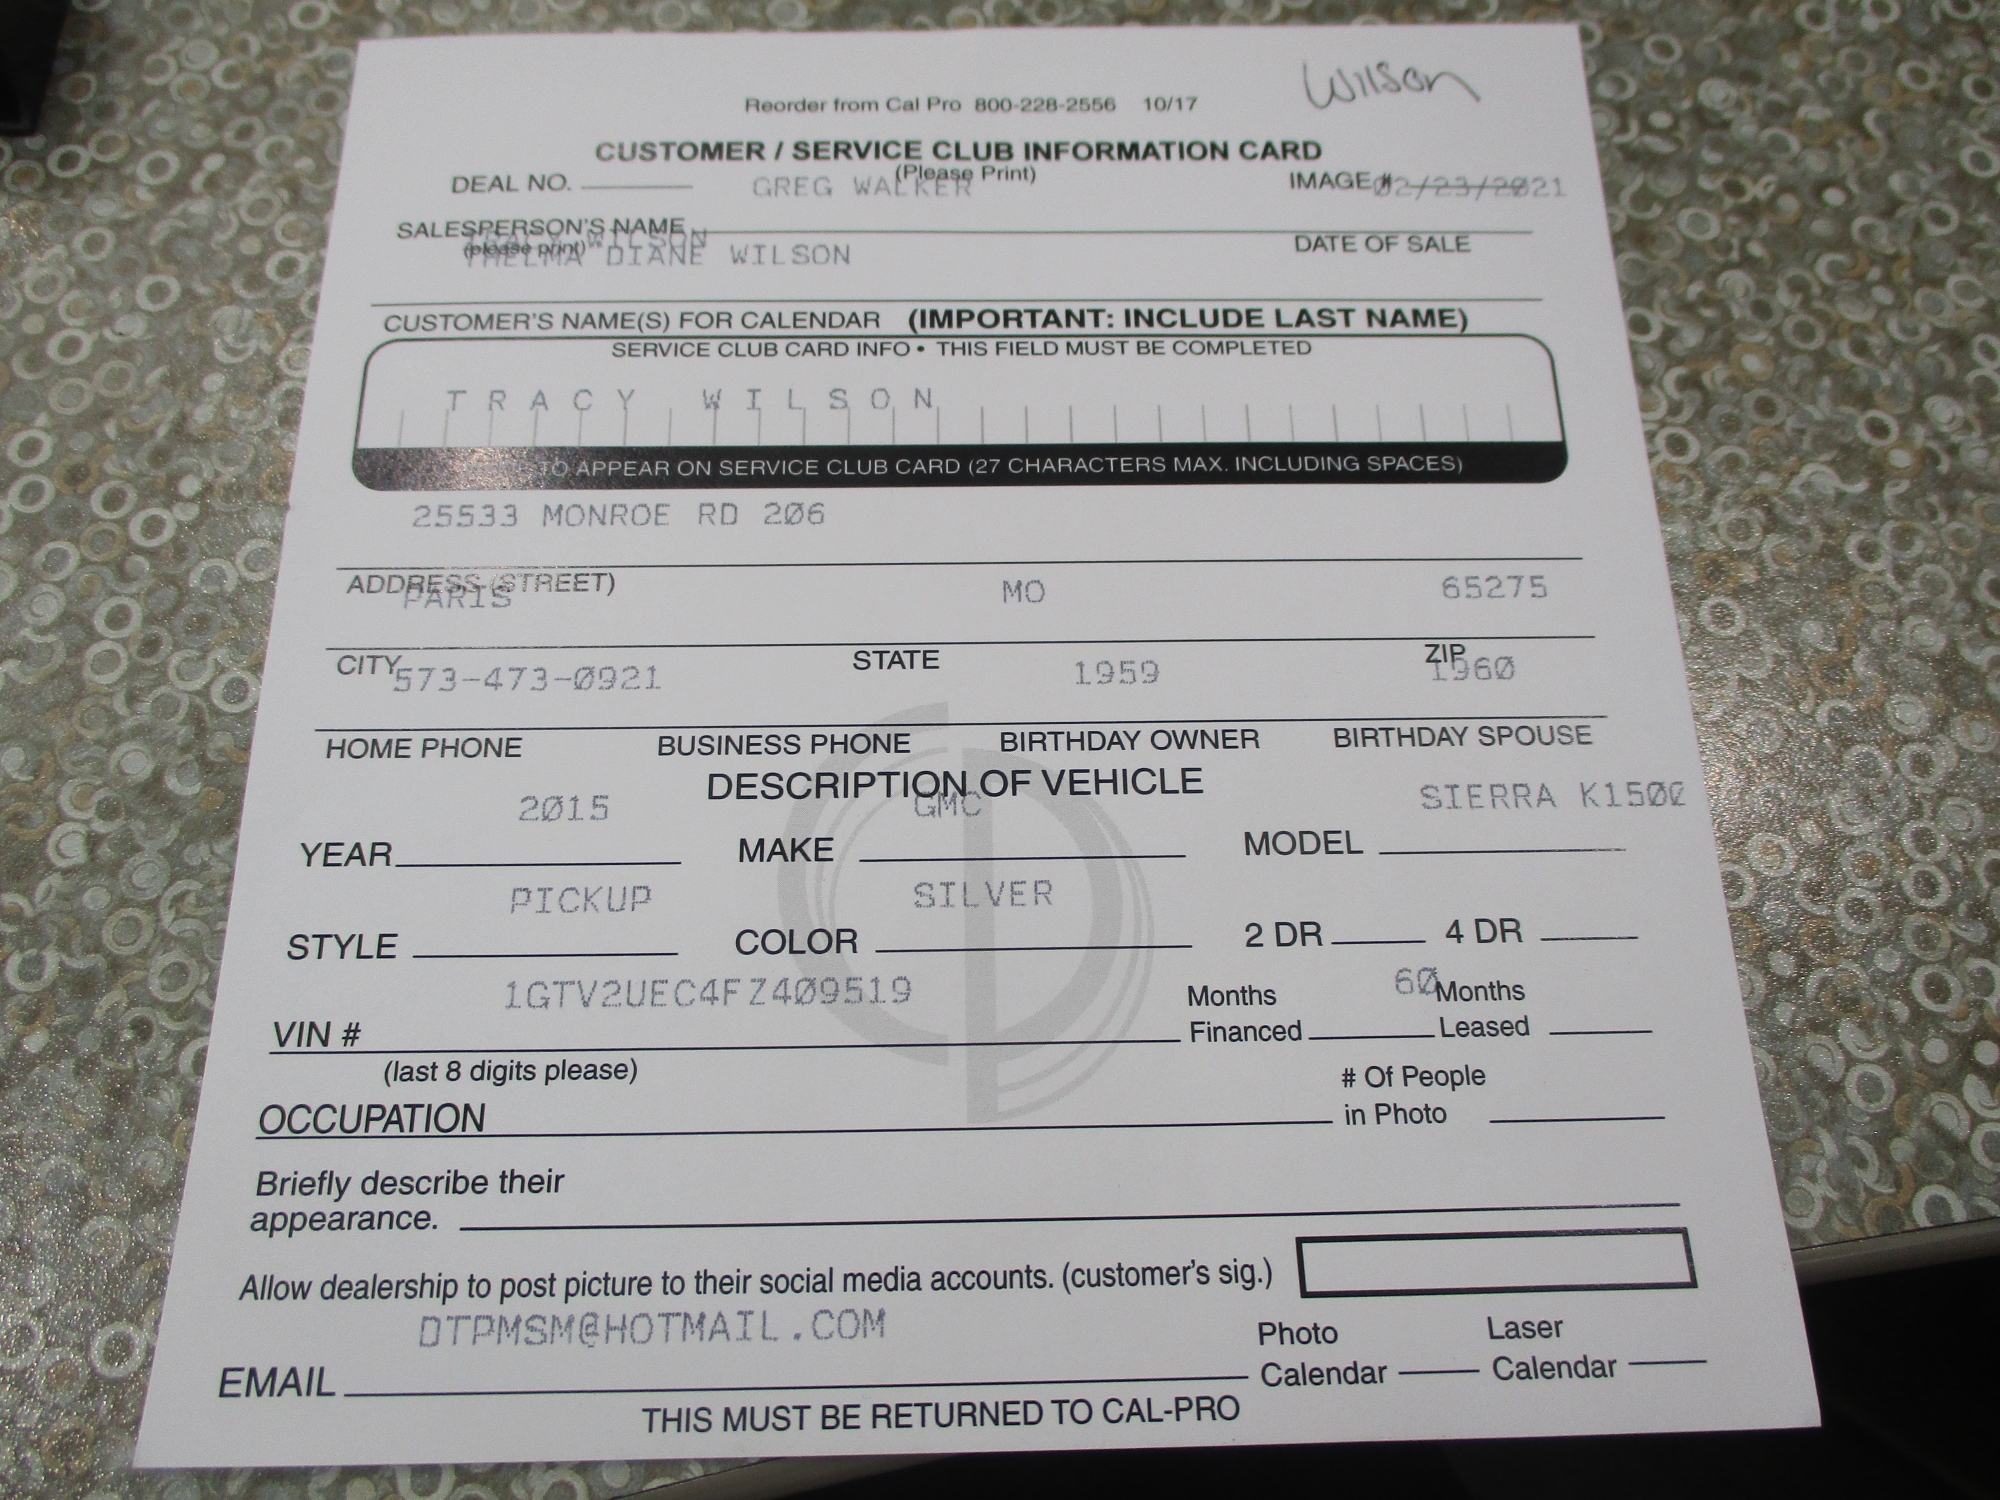 Wilson
Reorder from Cal Pro 800-228-2556 10/17
CUSTOMER / SERVICE CLUB INFORMATION CARD
(Please Print)
DEAL NO. GREG WALKER IMAGE# 02/23/2021
SALESPERSON'S NAME DATE OF SALE
(please print) TRACY WILSON
THELMA DIANE WILSON
CUSTOMER'S NAME(S) FOR CALENDAR (IMPORTANT: INCLUDE LAST NAME)
SERVICE CLUB CARD INFO • THIS FIELD MUST BE COMPLETED
TRACY WILSON
TO APPEAR ON SERVICE CLUB CARD (27 CHARACTERS MAX. INCLUDING SPACES)
25533 MONROE RD 206
ADDRESS (STREET)
PARIS MO 65275
CITY STATE ZIP
573-473-0921 1959 1960
HOME PHONE BUSINESS PHONE BIRTHDAY OWNER BIRTHDAY SPOUSE
DESCRIPTION OF VEHICLE
2015 GMC SIERRA K1500
YEAR MAKE MODEL
PICKUP SILVER
STYLE COLOR 2 DR 4 DR
1GTV2UEC4FZ409519 Months 60 Months
VIN # Financed Leased
(last 8 digits please) # Of People
OCCUPATION in Photo
Briefly describe their
appearance.
Allow dealership to post picture to their social media accounts. (customer's sig.)
DTPMSM@HOTMAIL.COM Photo Laser
EMAIL Calendar Calendar
THIS MUST BE RETURNED TO CAL-PRO